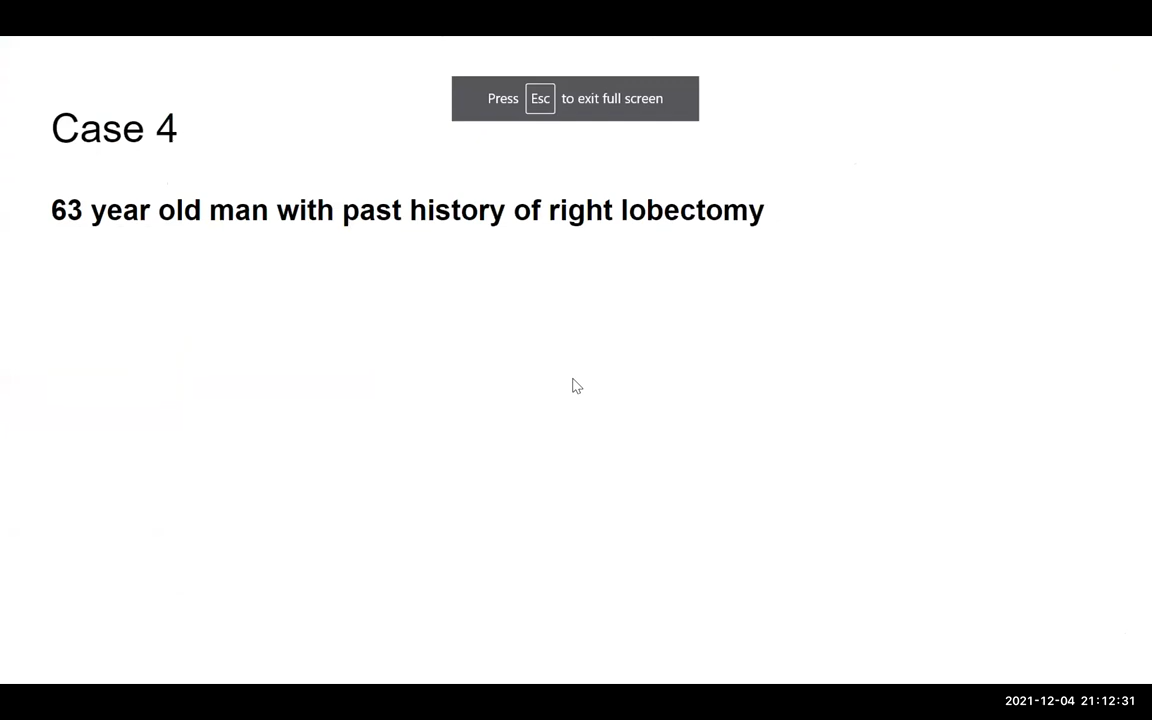 Press Esc to exit full screen
Case 4
63 year old man with past history of right lobectomy
2021-12-04 21:12:31